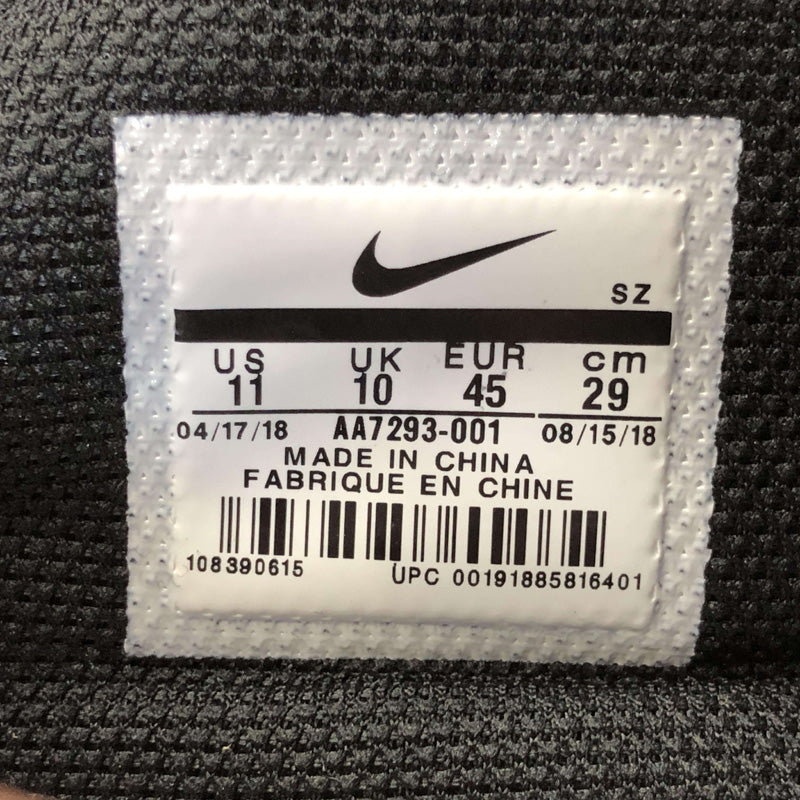 SZ
US UK EUR cm
11 10 45 29
04/17/18 AA7293-001 08/15/18
MADE IN CHINA
FABRIQUE EN CHINE
108390615 UPC 00191885816401